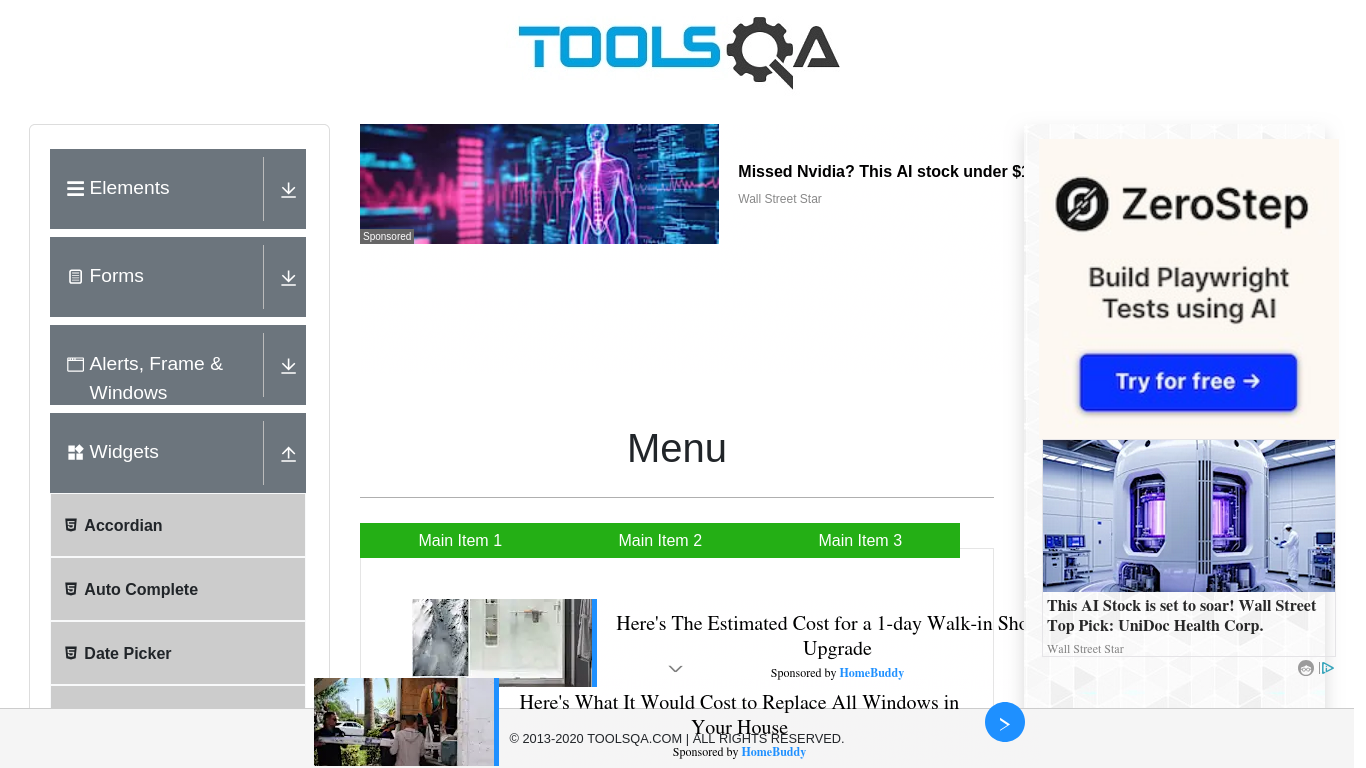 TOOLSQA
Elements
Forms
Alerts, Frame &
Windows
Widgets
Accordian
Auto Complete
Date Picker
Sponsored
Missed Nvidia? This AI stock under $1
Wall Street Star
Menu
Main Item 1
Main Item 2
Main Item 3
Here's The Estimated Cost for a 1-day Walk-in Sho
Upgrade
Sponsored by HomeBuddy
Here's What It Would Cost to Replace All Windows in
Your House
Sponsored by HomeBuddy
© 2013-2020 TOOLSQA.COM | ALL RIGHTS RESERVED.
ZeroStep
Build Playwright
Tests using AI
Try for free →
This AI Stock is set to soar! Wall Street
Top Pick: UniDoc Health Corp.
Wall Street Star